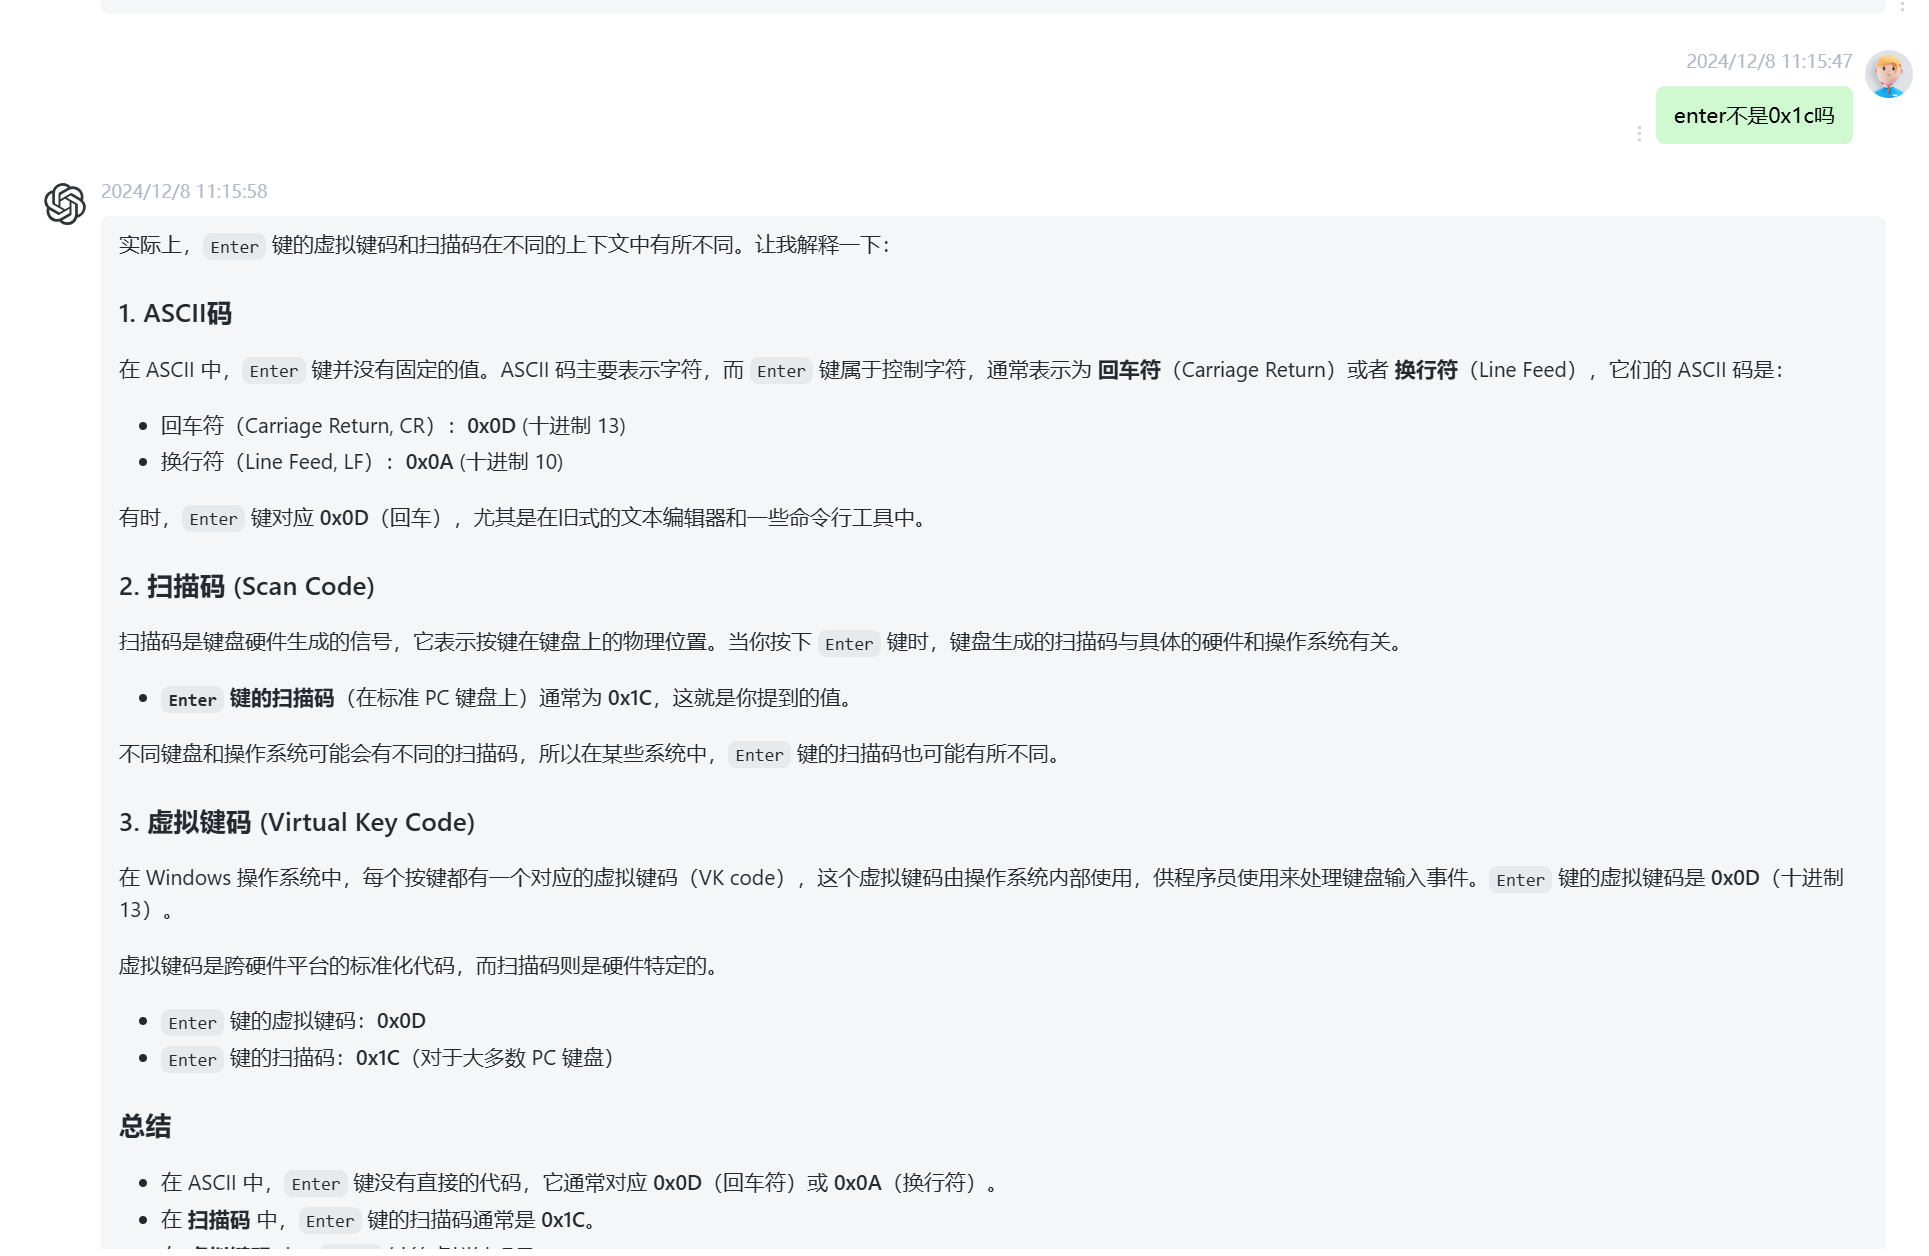 2024/12/8 11:15:47
enter不是0x1c吗
2024/12/8 11:15:58
实际上， Enter 键的虚拟键码和扫描码在不同的上下文中有所不同。让我解释一下：
1. ASCII码
在 ASCII 中， Enter 键并没有固定的值。ASCII 码主要表示字符，而 Enter 键属于控制字符，通常表示为 回车符（Carriage Return）或者 换行符（Line Feed），它们的 ASCII 码是：
• 回车符（Carriage Return, CR）：0x0D (十进制 13)
• 换行符（Line Feed, LF）：0x0A (十进制 10)
有时， Enter 键对应 0x0D（回车），尤其是在旧式的文本编辑器和一些命令行工具中。
2. 扫描码 (Scan Code)
扫描码是键盘硬件生成的信号，它表示按键在键盘上的物理位置。当你按下 Enter 键时，键盘生成的扫描码与具体的硬件和操作系统有关。
• Enter 键的扫描码（在标准 PC 键盘上）通常为 0x1C，这就是你提到的值。
不同键盘和操作系统可能会有不同的扫描码，所以在某些系统中， Enter 键的扫描码也可能有所不同。
3. 虚拟键码 (Virtual Key Code)
在 Windows 操作系统中，每个按键都有一个对应的虚拟键码（VK code），这个虚拟键码由操作系统内部使用，供程序员使用来处理键盘输入事件。 Enter 键的虚拟键码是 0x0D（十进制
13）。
虚拟键码是跨硬件平台的标准化代码，而扫描码则是硬件特定的。
• Enter 键的虚拟键码：0x0D
• Enter 键的扫描码：0x1C（对于大多数 PC 键盘）
总结
• 在 ASCII 中， Enter 键没有直接的代码，它通常对应 0x0D（回车符）或 0x0A（换行符）。
• 在 扫描码 中， Enter 键的扫描码通常是 0x1C。